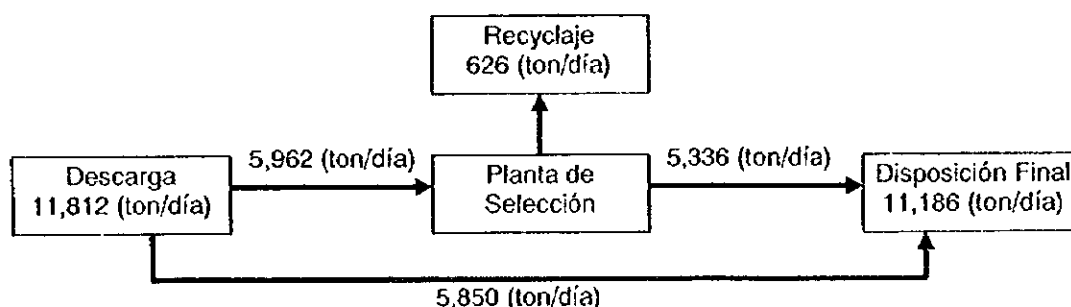 Recyclaje
626 (ton/día)
5,962 (ton/día)
5,336 (ton/día)
Descarga
11,812 (ton/día)
Planta de
Selección
Disposición Final
11,186 (ton/día)
5,850 (ton/día)